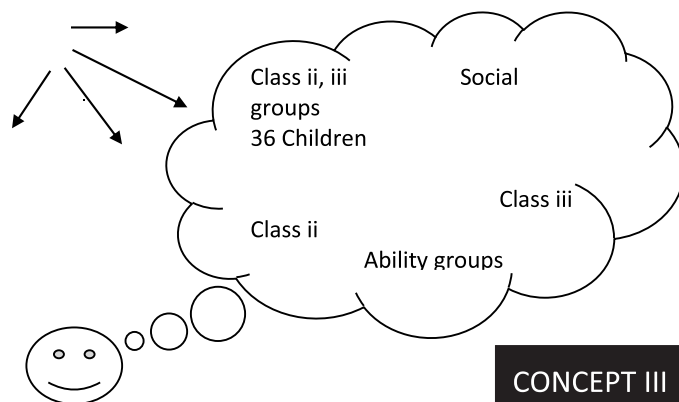 Class ii, iii
groups
36 Children
Social
Class iii
Class ii
Ability groups
CONCEPT III